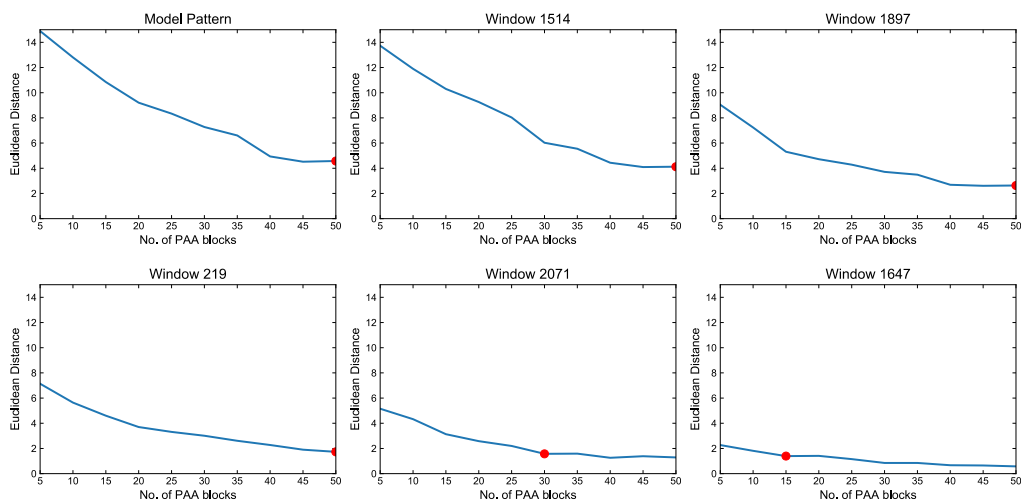 Model Pattern
Euclidean Distance
14
12
10
8
6
4
2
0
5 10 15 20 25 30 35 40 45 50
No. of PAA blocks
Window 1514
Euclidean Distance
14
12
10
8
6
4
2
0
5 10 15 20 25 30 35 40 45 50
No. of PAA blocks
Window 1897
Euclidean Distance
14
12
10
8
6
4
2
0
5 10 15 20 25 30 35 40 45 50
No. of PAA blocks
Window 219
Euclidean Distance
14
12
10
8
6
4
2
0
5 10 15 20 25 30 35 40 45 50
No. of PAA blocks
Window 2071
Euclidean Distance
14
12
10
8
6
4
2
0
5 10 15 20 25 30 35 40 45 50
No. of PAA blocks
Window 1647
Euclidean Distance
14
12
10
8
6
4
2
0
5 10 15 20 25 30 35 40 45 50
No. of PAA blocks